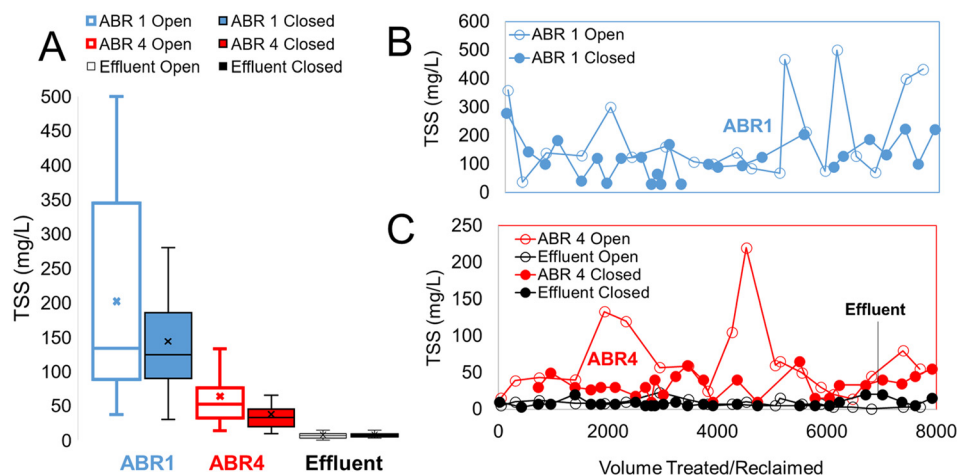 A
ABR 1 Open
ABR 1 Closed
ABR 4 Open
ABR 4 Closed
Effluent Open
Effluent Closed
TSS (mg/L)
500
450
400
350
300
250
200
150
100
50
0
ABR1
ABR4
Effluent
B
TSS (mg/L)
600
500
400
300
200
100
0
ABR 1 Open
ABR 1 Closed
ABR1
C
TSS (mg/L)
250
200
150
100
50
0
ABR 4 Open
Effluent Open
ABR 4 Closed
Effluent Closed
ABR4
Effluent
0
2000
4000
6000
8000
Volume Treated/Reclaimed